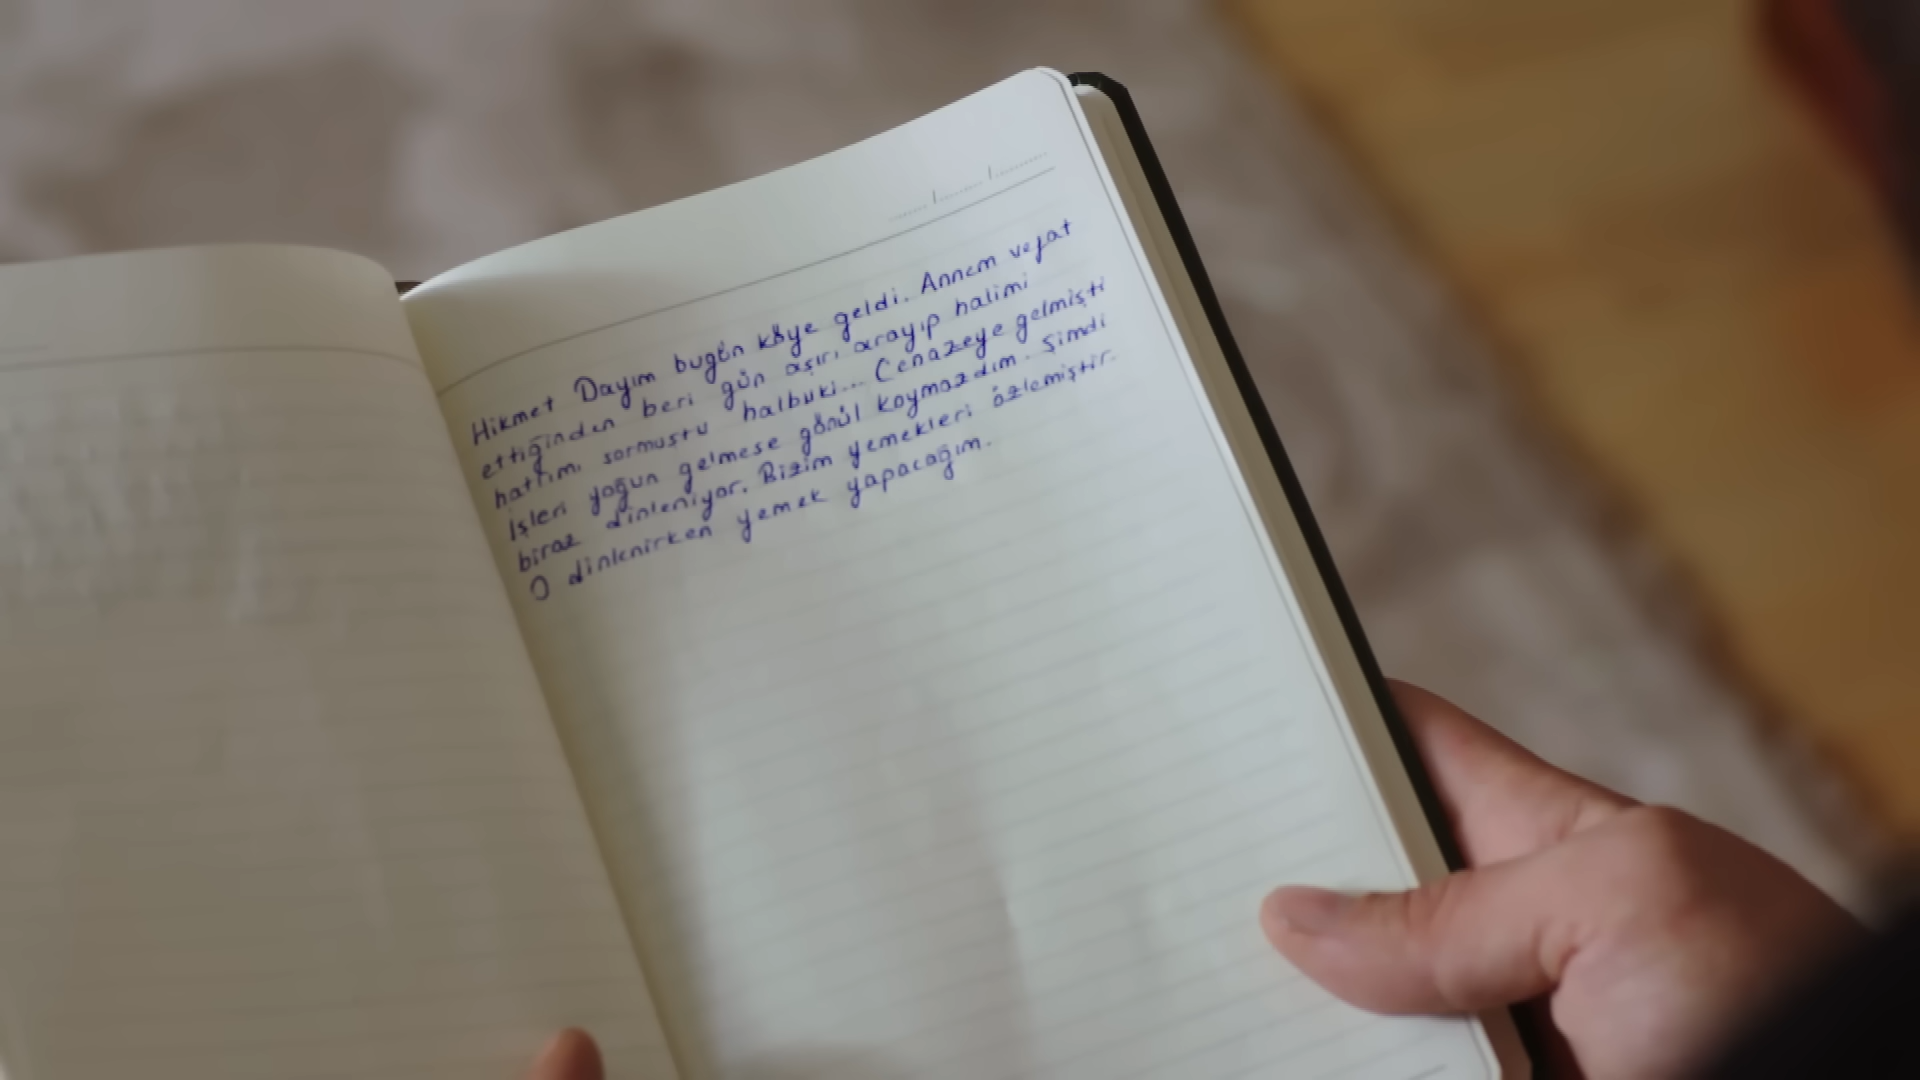 Hikmet Dayım bugün köye geldi. Annem vefat
ettiğinden beri gün aşırı arayıp halimi
hatrımı sormuştu halbuki... Cenazeye gelmişti
İşleri yoğun gelmese gönül koymazdım. Şimdi
biraz dinleniyor. Bizim yemekleri özlemiştir.
O dinlenirken yemek yapacağım.